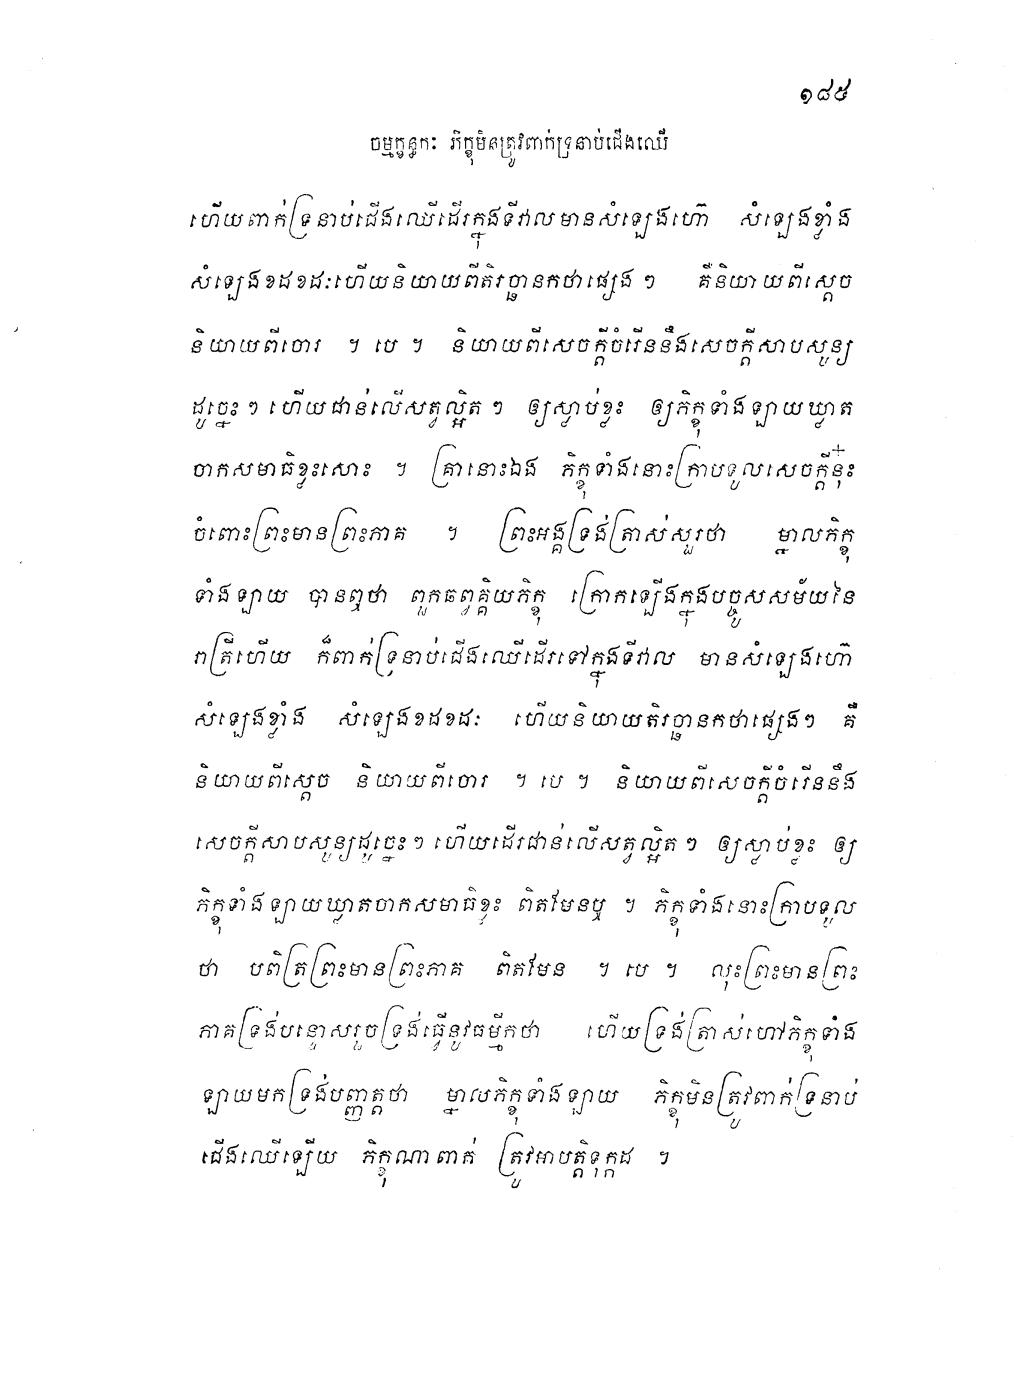 ១៨៥
ចម្មក្ខន្ធកៈ ភិក្ខុមិនត្រូវពាក់ទ្រនាប់ជើងឈើ
ហើយពាក់ទ្រនាប់ជើងឈើដើរក្នុងទីវាលមានសំឡេងហ៊ោ សំឡេងខ្លាំង
សំឡេងខដខដៈហើយនិយាយពីតិរច្ឆានកថាផ្សេង ៗ គឺនិយាយពីស្តេច
និយាយពីចោរ ។ បេ ។ និយាយពីសេចក្តីចំរើននឹងសេចក្តីសាបសូន្យ
ដូច្នេះ ៗ ហើយជាន់លើសត្វល្អិត ៗ ឲ្យស្លាប់ខ្លះ ឲ្យភិក្ខុទាំងឡាយឃ្លាត
ចាកសមាធិខ្លះសោះ ។ គ្រានោះឯង ភិក្ខុទាំងនោះក្រាបទូលសេចក្តីនុ៎ះ
ចំពោះព្រះមានព្រះភាគ ។ ព្រះអង្គទ្រង់ត្រាស់សួរថា ម្នាលភិក្ខុ
ទាំងឡាយ បានឮថា ពួកឆព្វគ្គិយភិក្ខុ ក្រោកឡើងក្នុងបច្ចូសសម័យនៃ
រាត្រីហើយ ក៏ពាក់ទ្រនាប់ជើងឈើដើរទៅក្នុងទីវាល មានសំឡេងហ៊ោ
សំឡេងខ្លាំង សំឡេងខដខដៈ ហើយនិយាយតិរច្ឆានកថាផ្សេងៗ គឺ
និយាយពីស្តេច និយាយពីចោរ ។ បេ ។ និយាយពីសេចក្តីចំរើននឹង
សេចក្តីសាបសូន្យដូច្នេះ ៗ ហើយដើរជាន់លើសត្វល្អិត ៗ ឲ្យស្លាប់ខ្លះ ឲ្យ
ភិក្ខុទាំងឡាយឃ្លាតចាកសមាធិខ្លះ ពិតមែនឬ ។ ភិក្ខុទាំងនោះក្រាបទូល
ថា បពិត្រព្រះមានព្រះភាគ ពិតមែន ។ បេ ។ លុះព្រះមានព្រះ
ភាគទ្រង់បន្ទោសរួចទ្រង់ធ្វើនូវធម្មីកថា ហើយទ្រង់ត្រាស់ហៅភិក្ខុទាំង
ឡាយមកទ្រង់បញ្ញត្តថា ម្នាលភិក្ខុទាំងឡាយ ភិក្ខុមិនត្រូវពាក់ទ្រនាប់
ជើងឈើឡើយ ភិក្ខុណាពាក់ ត្រូវអាបត្តិទុក្កដ ។